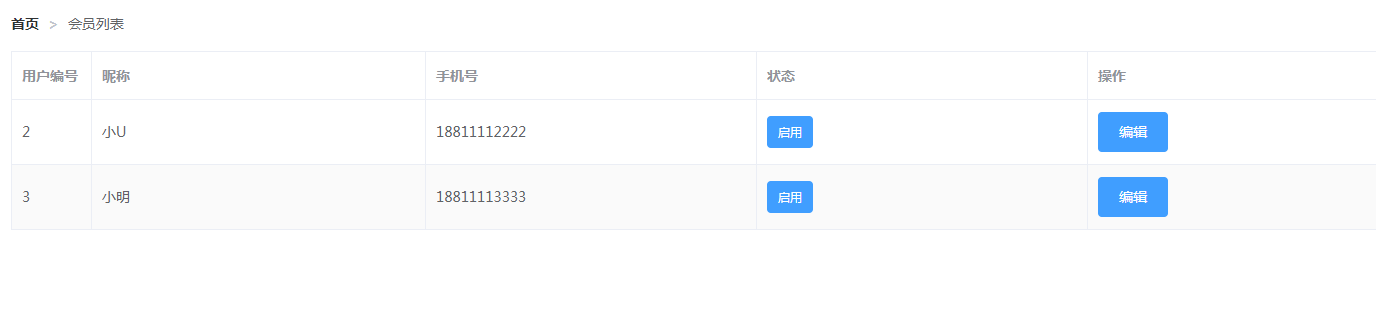 首页 > 会员列表
用户编号 昵称 手机号 状态 操作
2 小U 18811112222 启用 编辑
3 小明 18811113333 启用 编辑